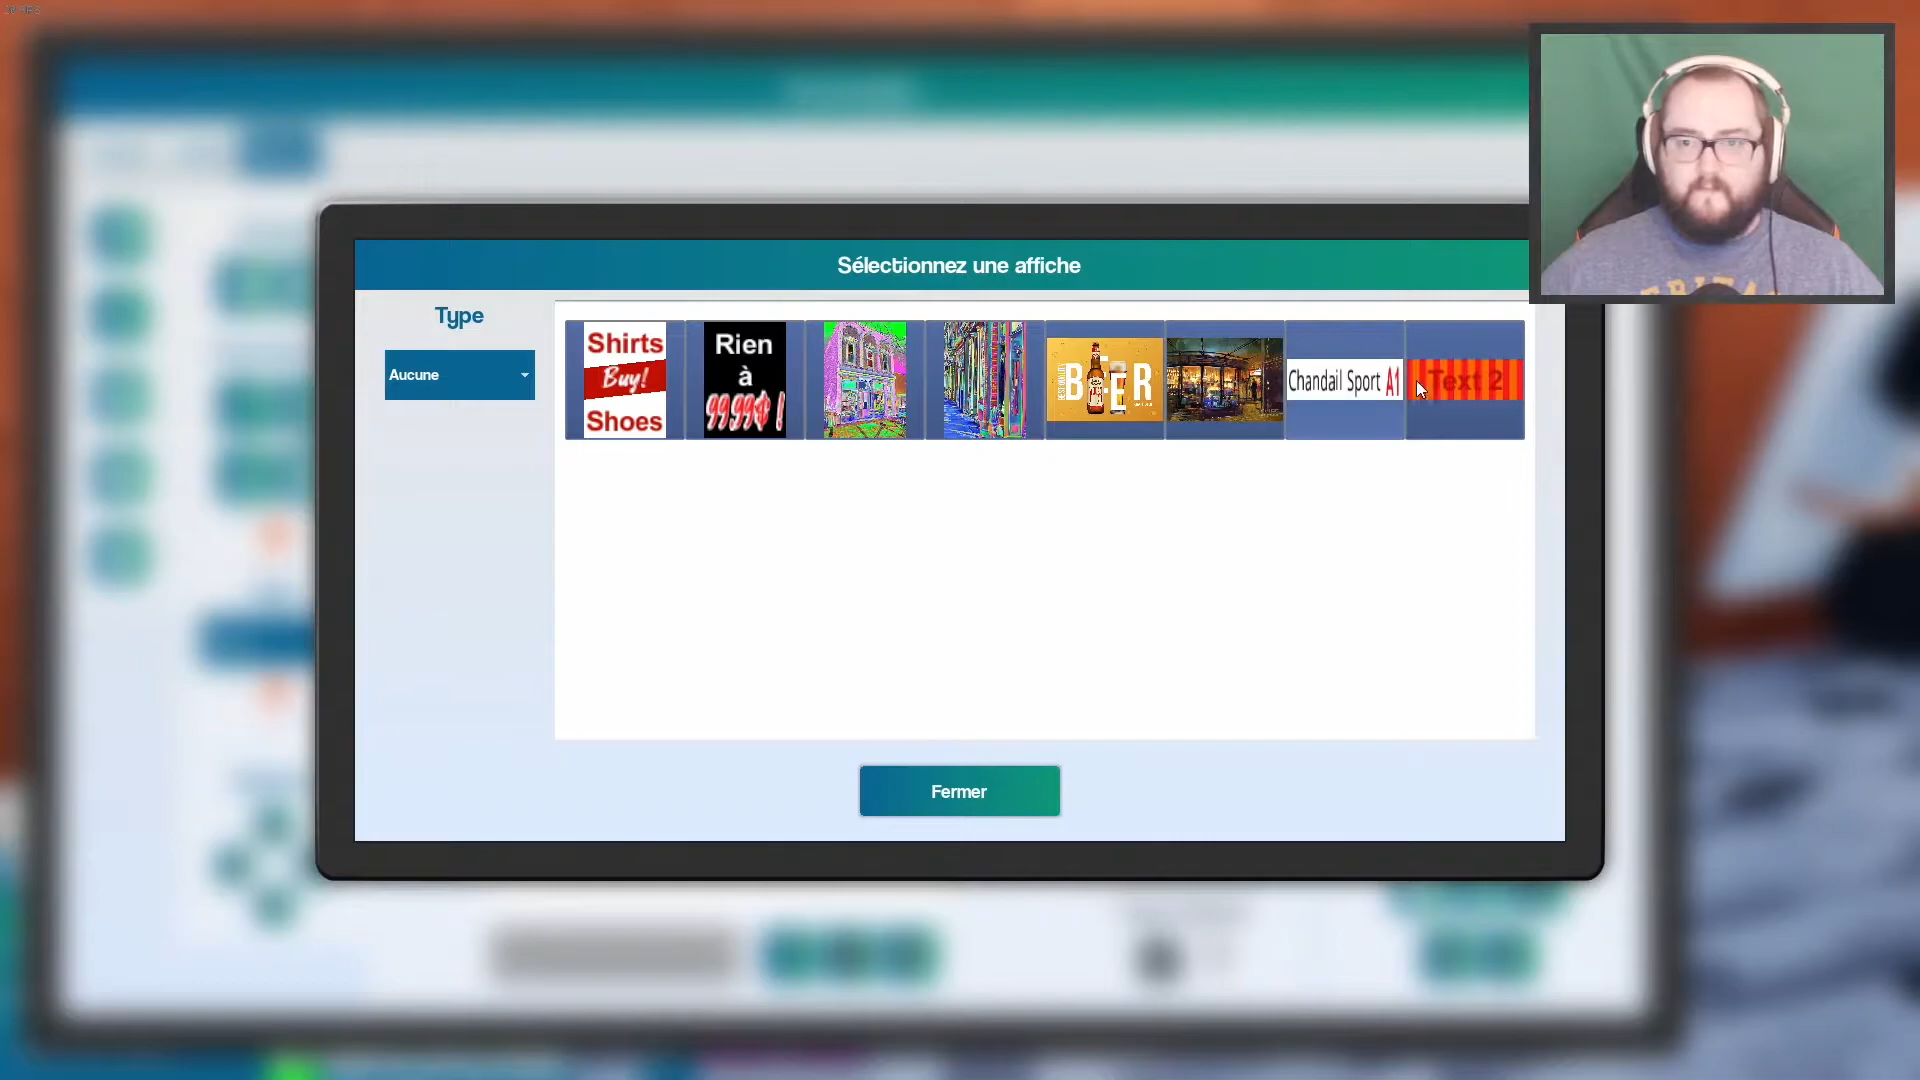 Sélectionnez une affiche
Type
Aucune
Shirts
Buy!
Shoes
Rien
à
99.99¢ !
BEER
Chandail Sport A1
Text 2
Fermer